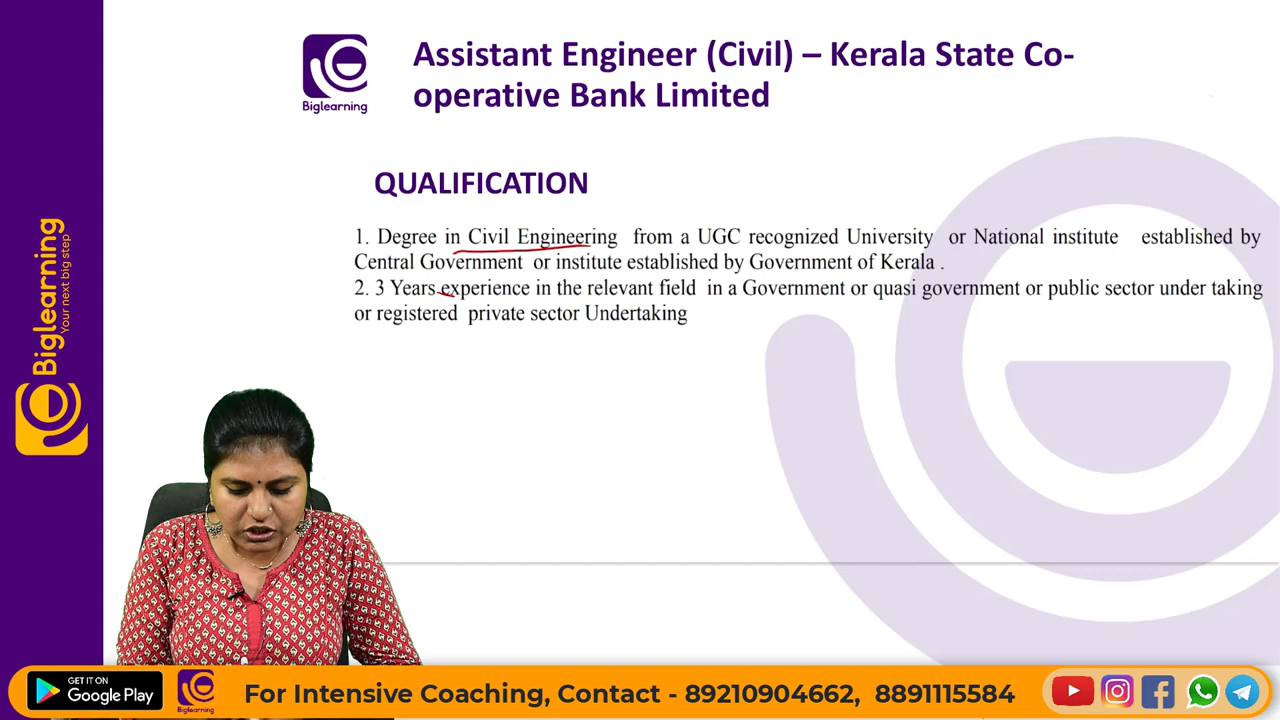 Assistant Engineer (Civil) – Kerala State Co-
operative Bank Limited
Biglearning
QUALIFICATION
1. Degree in Civil Engineering from a UGC recognized University or National institute established by
Central Government or institute established by Government of Kerala .
2. 3 Years experience in the relevant field in a Government or quasi government or public sector under taking
or registered private sector Undertaking
Biglearning
Your next big step
GET IT ON
Google Play
Biglearning
For Intensive Coaching, Contact - 89210904662, 8891115584